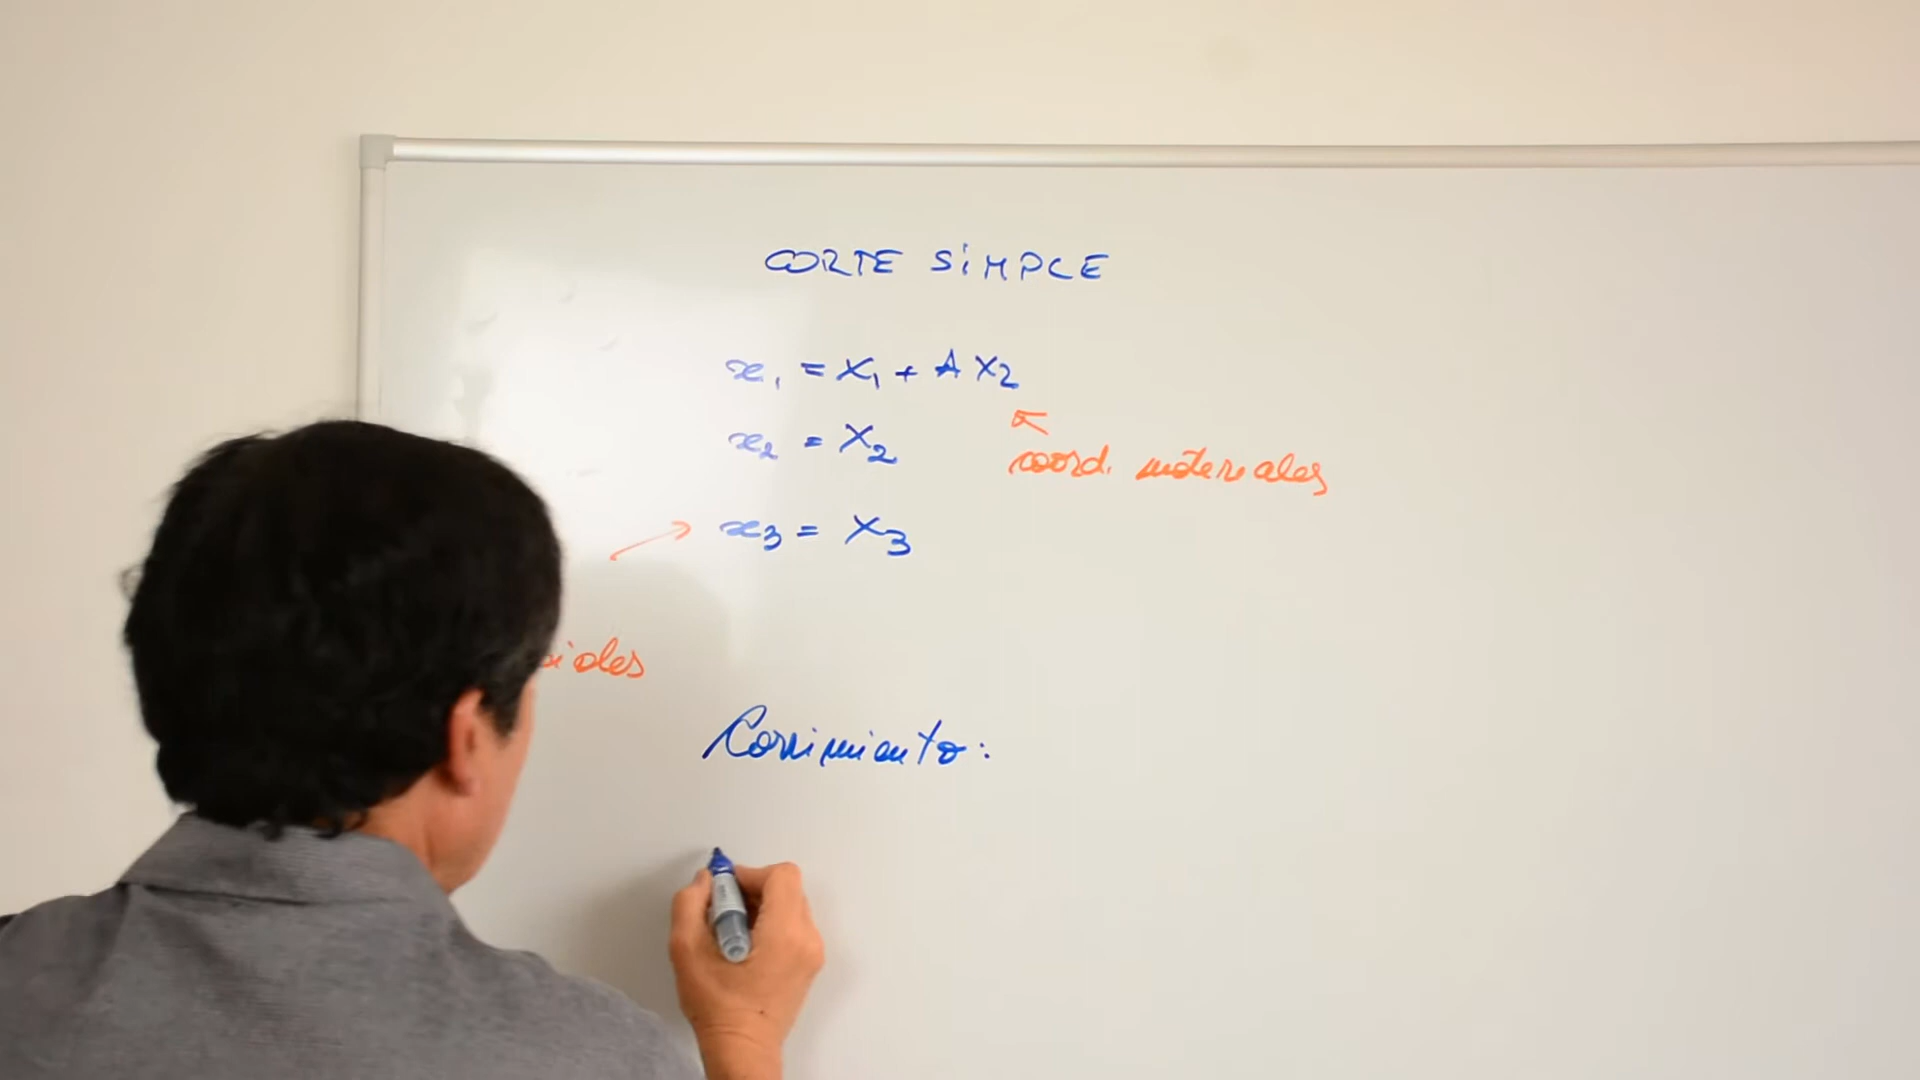 CORTE SIMPLE
x₁ = X₁ + A X₂
x₂ = X₂
coord. materiales
x₃ = X₃
Corrimiento: